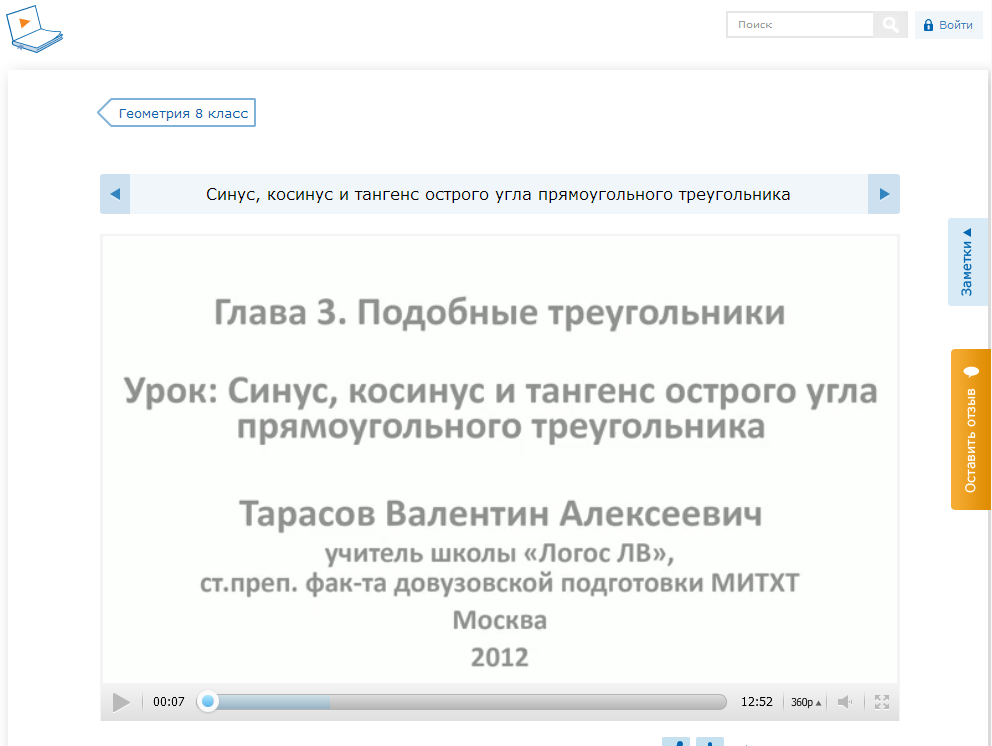 Поиск
Войти
Геометрия 8 класс
Синус, косинус и тангенс острого угла прямоугольного треугольника
Заметки
Оставить отзыв
Глава 3. Подобные треугольники
Урок: Синус, косинус и тангенс острого угла
прямоугольного треугольника
Тарасов Валентин Алексеевич
учитель школы «Логос ЛВ»,
ст.преп. фак-та довузовской подготовки МИТХТ
Москва
2012
00:07
12:52
360p